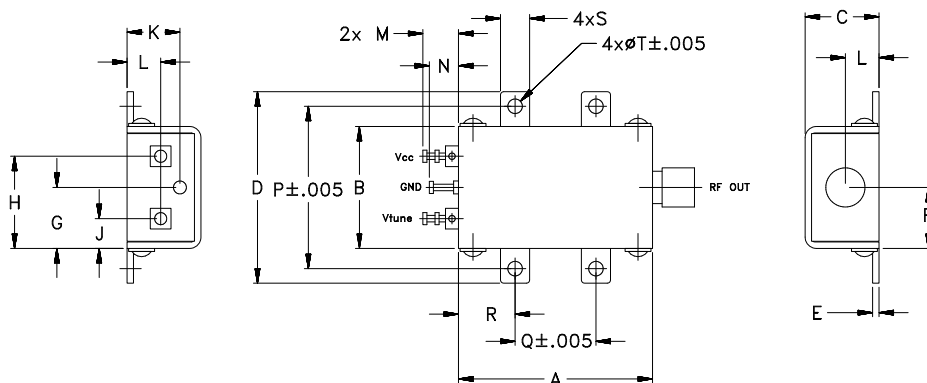 K
L
2x M
N
4xS
4xøT±.005
C
L
H
G
J
D
P±.005
B
Vcc
GND
Vtune
RF OUT
R
Q±.005
E
A